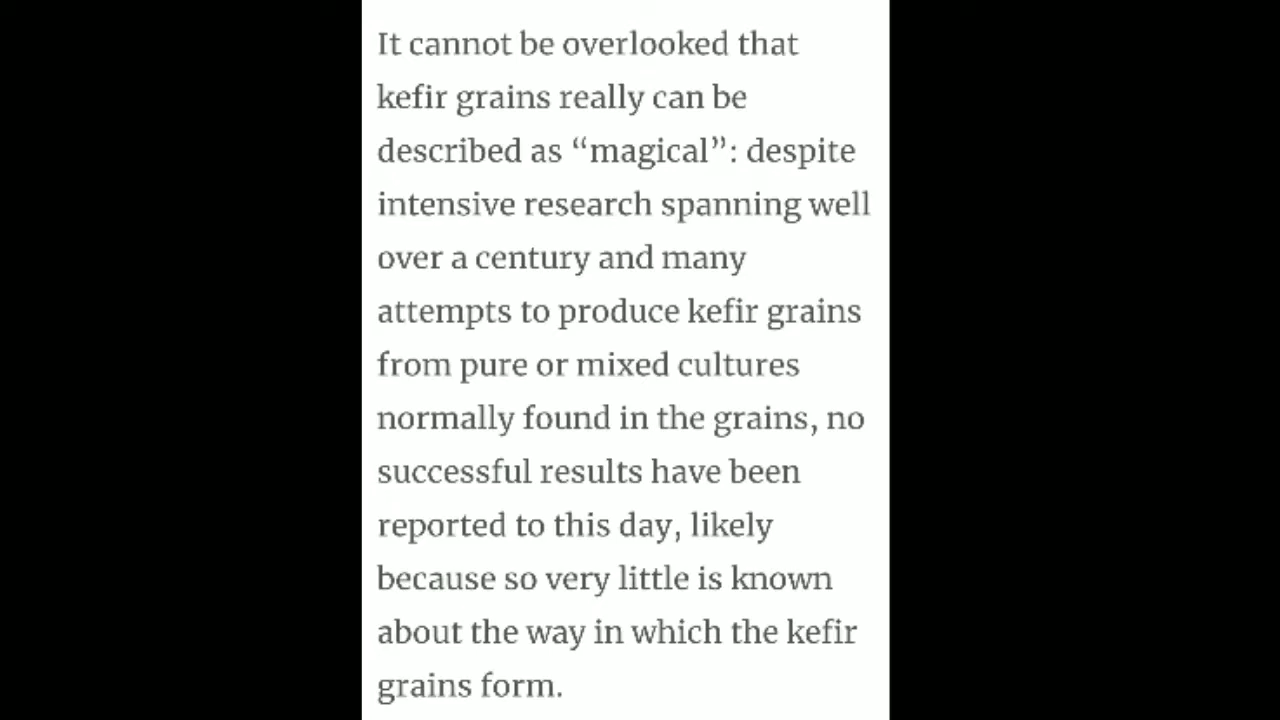 It cannot be overlooked that
kefir grains really can be
described as “magical”: despite
intensive research spanning well
over a century and many
attempts to produce kefir grains
from pure or mixed cultures
normally found in the grains, no
successful results have been
reported to this day, likely
because so very little is known
about the way in which the kefir
grains form.